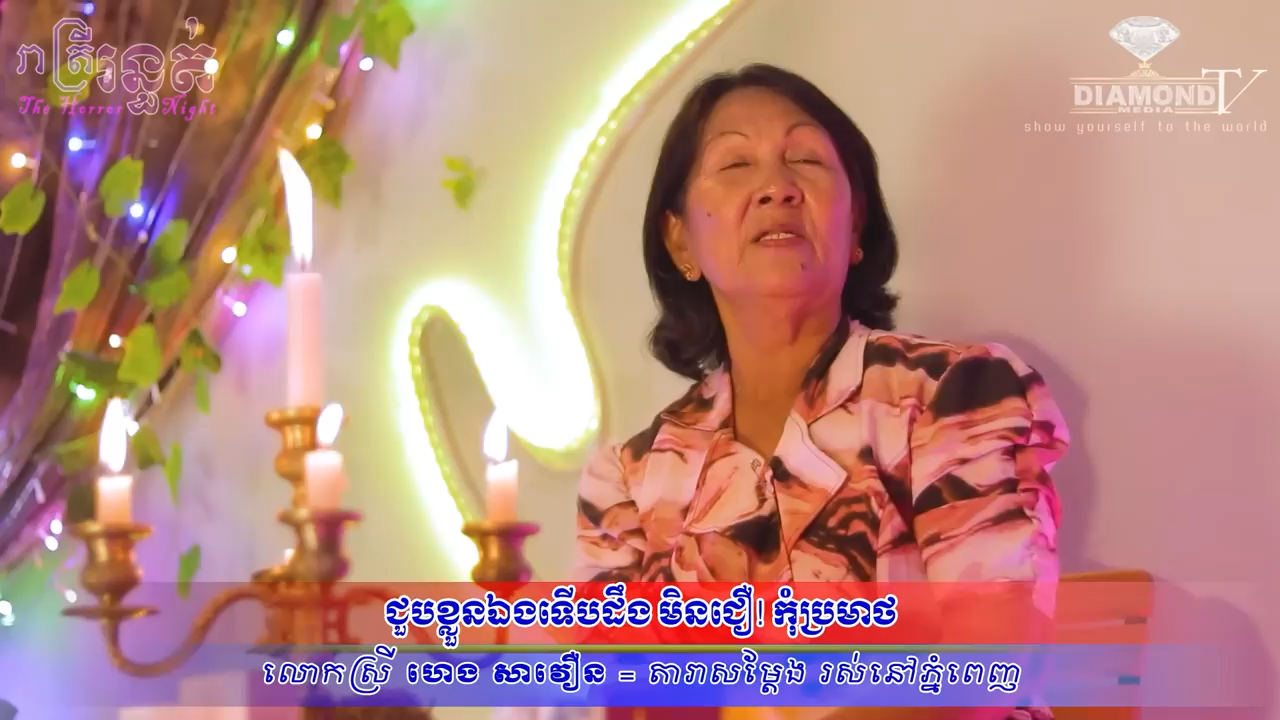 រាត្រីរន្ធត់
The Horror Night
DIAMOND TV
MEDIA
show yourself to the world
ជួបខ្លួនឯងទើបដឹង មិនជឿ! កុំប្រមាថ
លោកស្រី ហេង សាវឿន = តារាសម្ដែង រស់នៅភ្នំពេញ